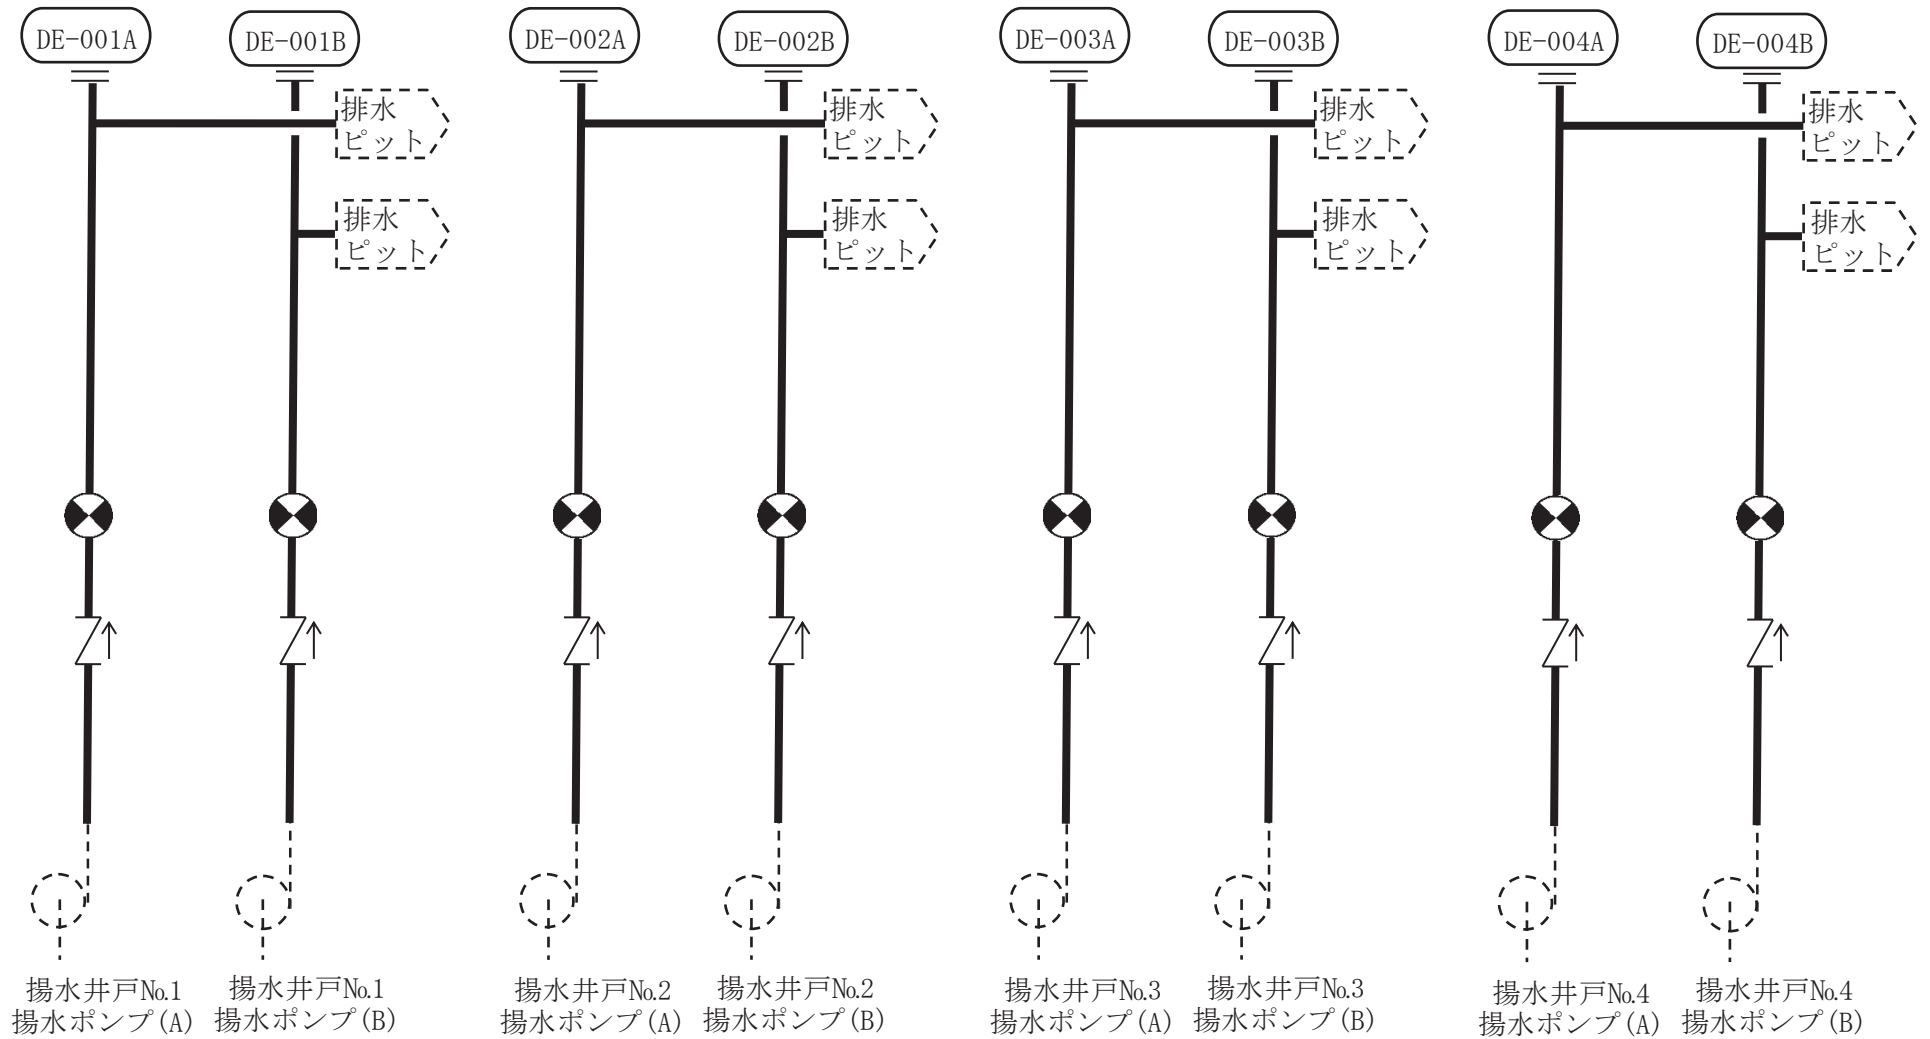 DE-001A
DE-001B
DE-002A
DE-002B
DE-003A
DE-003B
DE-004A
DE-004B
排水
ピット
排水
ピット
排水
ピット
排水
ピット
排水
ピット
排水
ピット
排水
ピット
排水
ピット
揚水井戸№1
揚水ポンプ(A)
揚水井戸№1
揚水ポンプ(B)
揚水井戸№2
揚水ポンプ(A)
揚水井戸№2
揚水ポンプ(B)
揚水井戸№3
揚水ポンプ(A)
揚水井戸№3
揚水ポンプ(B)
揚水井戸№4
揚水ポンプ(A)
揚水井戸№4
揚水ポンプ(B)